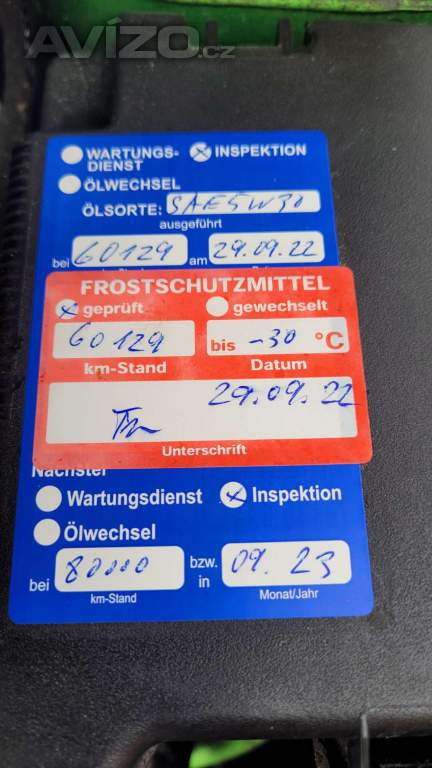 AVÍZO.cz
WARTUNGS- INSPEKTION
DIENST
ÖLWECHSEL
ÖLSORTE: SAE5W30
ausgeführt
bei 60129 am 29.09.22
FROSTSCHUTZMITTEL
geprüft gewechselt
60129 bis -30 °C
km-Stand Datum
29.09.22
Unterschrift
Nächster
Wartungsdienst Inspektion
Ölwechsel
bei 80000 bzw. in 09.23
km-Stand Monat/Jahr